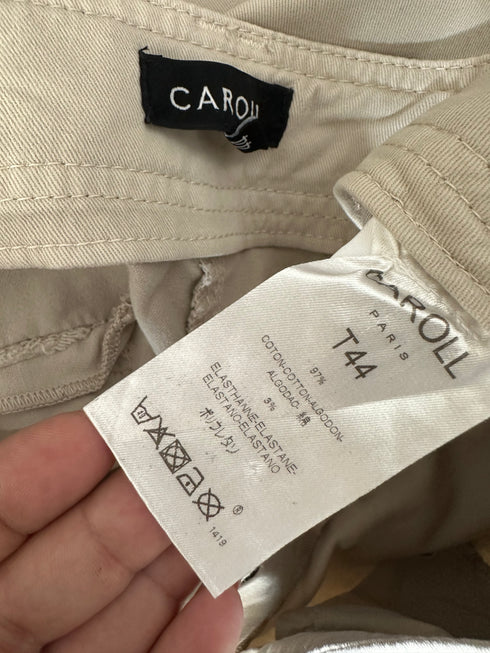 CAROLL
CAROLL
PARIS
T44
97%
COTON-COTTON-ALGODON-
ALGODAO-綿
3%
ELASTHANNE-ELASTANE-
ELASTANO-ELASTANO
ポリウレタン
1419